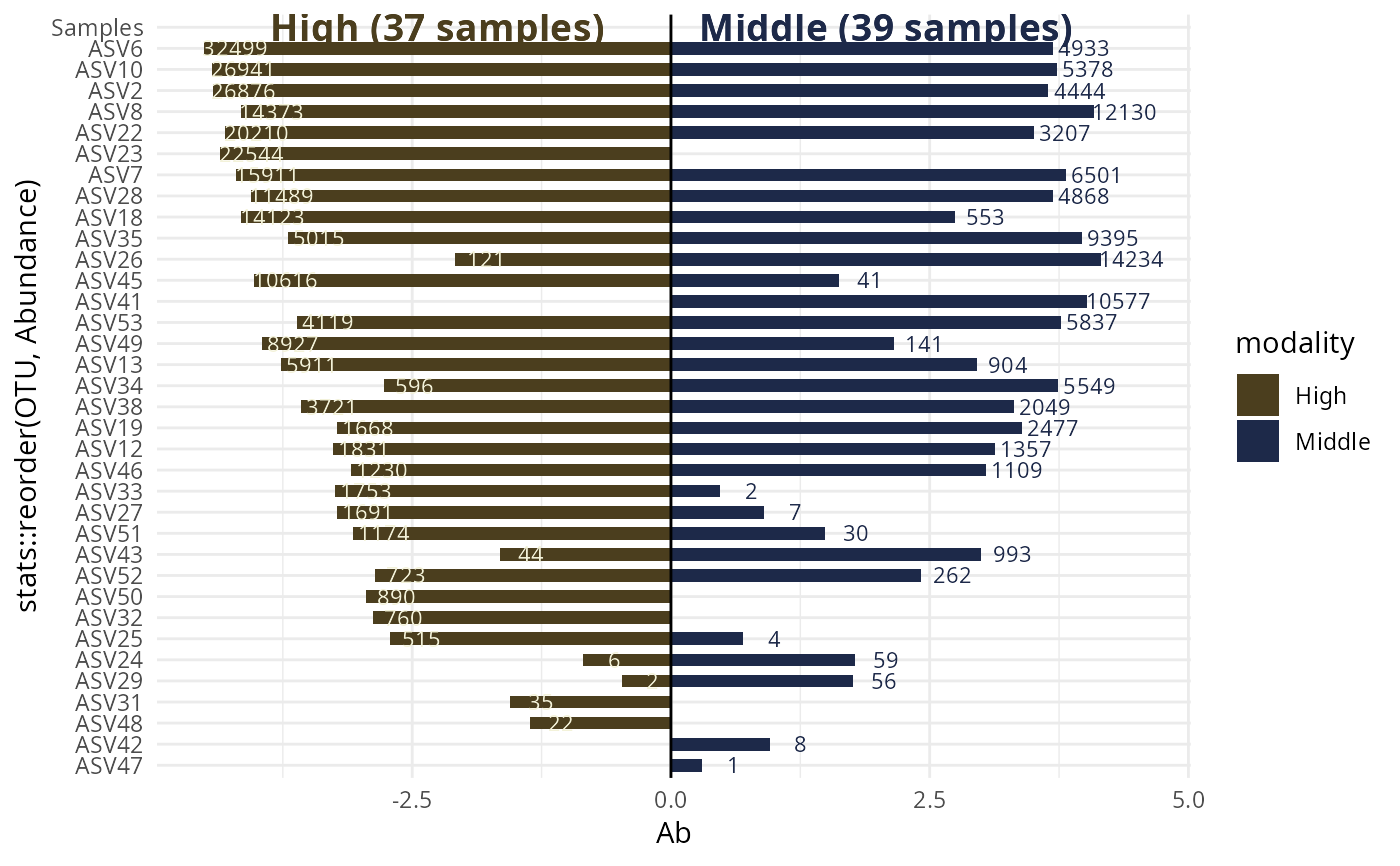 High (37 samples) Middle (39 samples)
Samples
ASV6 32499 4933
ASV10 26941 5378
ASV2 26876 4444
ASV8 14373 12130
ASV22 20210 3207
ASV23 22544
ASV7 15911 6501
ASV28 11489 4868
ASV18 14123 553
ASV35 5015 9395
ASV26 121 14234
ASV45 10616 41
ASV41 10577
ASV53 4119 5837
ASV49 8927 141
ASV13 5911 904
ASV34 596 5549
ASV38 3721 2049
ASV19 1668 2477
ASV12 1831 1357
ASV46 1230 1109
ASV33 1753 2
ASV27 1691 7
ASV51 1174 30
ASV43 44 993
ASV52 723 262
ASV50 890
ASV32 760
ASV25 515 4
ASV24 6 59
ASV29 2 56
ASV31 35
ASV48 22
ASV42 8
ASV47 1
-2.5 0.0 2.5 5.0
Ab
stats::reorder(OTU, Abundance)
modality
High
Middle